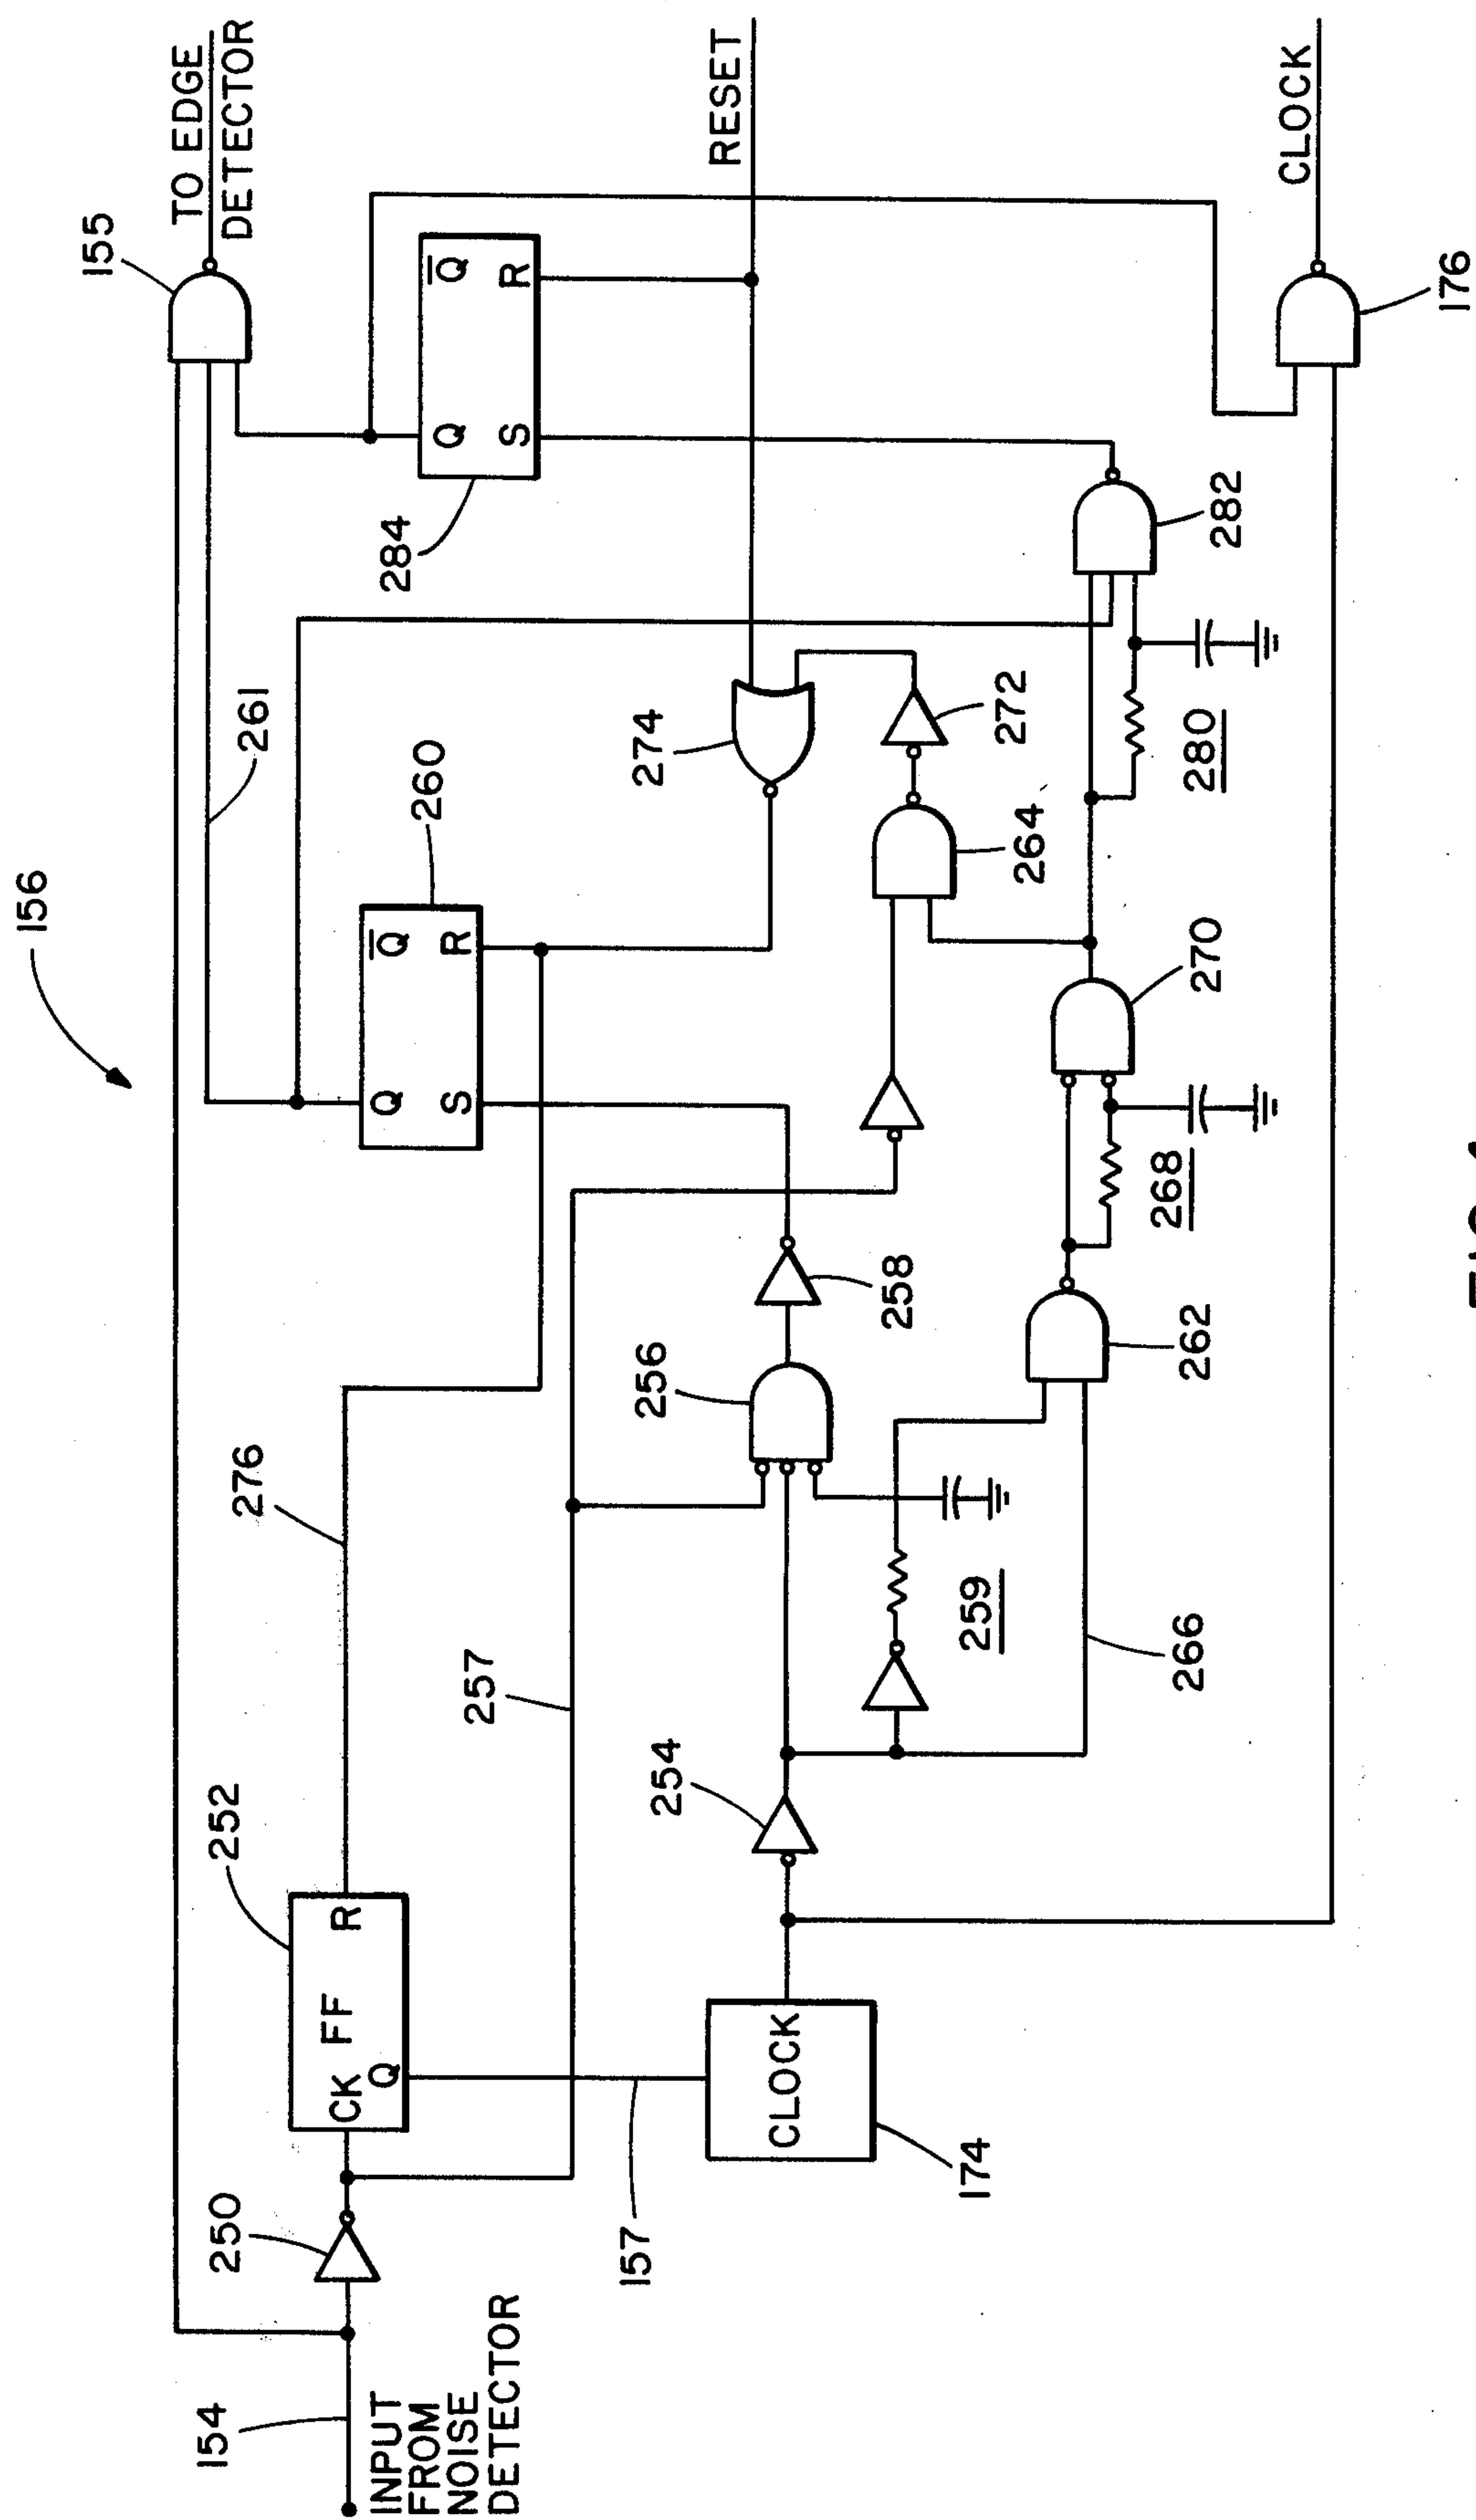 156
155
TO EDGE
DETECTOR
261
276
252
260
284
CK
FF
R
Q
Q
Q̅
S
R
Q
Q̅
S
R
RESET
250
154
INPUT
FROM
NOISE
DETECTOR
257
157
256
274
254
258
272
264
CLOCK
174
259
268
280
270
282
266
262
CLOCK
176